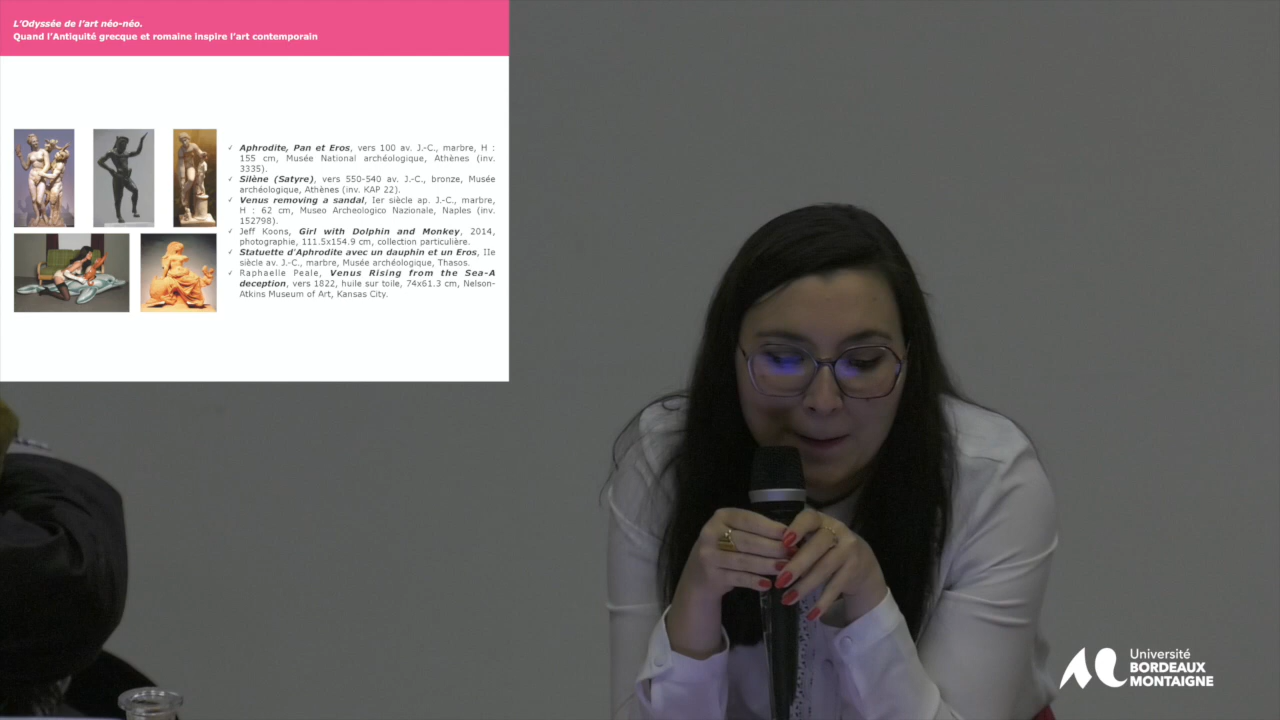 L'Odyssée de l'art néo-néo.
Quand l'Antiquité grecque et romaine inspire l'art contemporain
✓ Aphrodite, Pan et Eros, vers 100 av. J.-C., marbre, H :
155 cm, Musée National archéologique, Athènes (inv.
3335).
✓ Silène (Satyre), vers 550-540 av. J.-C., bronze, Musée
archéologique, Athènes (inv. KAP 22).
✓ Venus removing a sandal, Ier siècle ap. J.-C., marbre,
H : 62 cm, Museo Archeologico Nazionale, Naples (inv.
152798).
✓ Jeff Koons, Girl with Dolphin and Monkey, 2014,
photographie, 111.5x154.9 cm, collection particulière.
✓ Statuette d'Aphrodite avec un dauphin et un Eros, IIe
siècle av. J.-C., marbre, Musée archéologique, Thasos.
✓ Raphaelle Peale, Venus Rising from the Sea-A
deception, vers 1822, huile sur toile, 74x61.3 cm, Nelson-
Atkins Museum of Art, Kansas City.
Université
BORDEAUX
MONTAIGNE